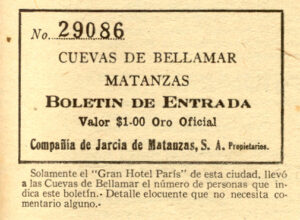 No. 29086
CUEVAS DE BELLAMAR
MATANZAS
BOLETIN DE ENTRADA
Valor $1-00 Oro Oficial
Compañía de Jarcia de Matanzas, S. A. Propietarios.
Solamente el "Gran Hotel París" de esta ciudad, llevó
a las Cuevas de Bellamar el número de personas que in-
dica este boletín.- Detalle elocuente que no necesita co-
mentario alguno.-